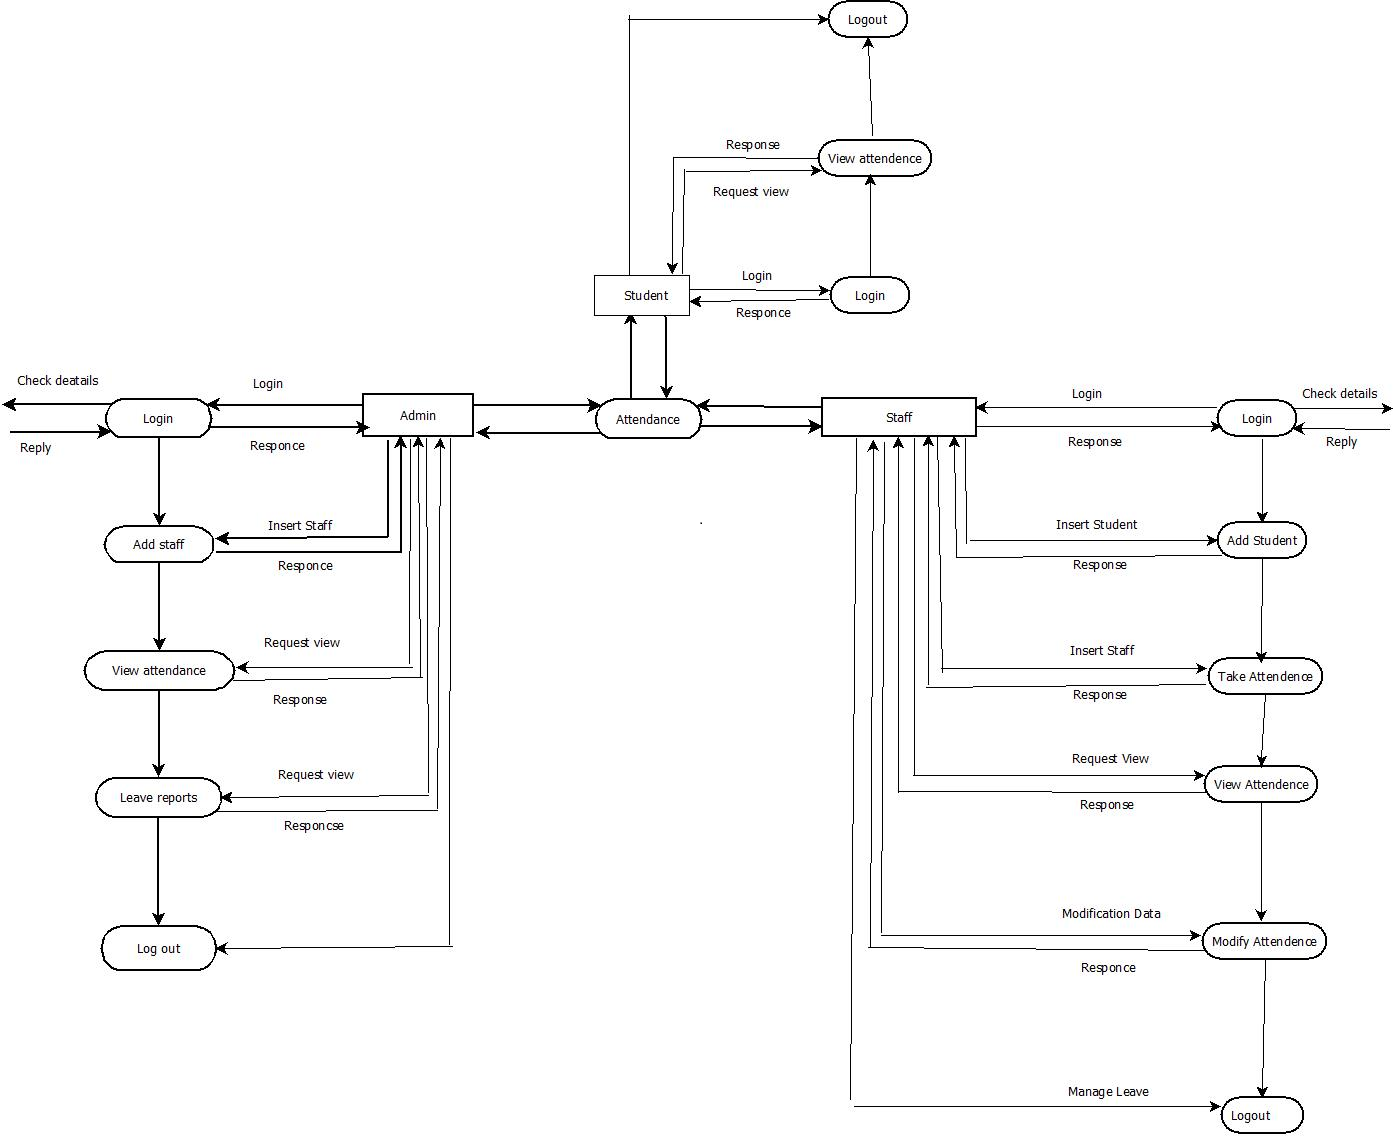 Logout
Response
View attendence
Request view
Login
Student
Login
Responce
Check deatails
Login
Login
Admin
Attendance
Staff
Login
Login
Check details
Reply
Responce
Response
Reply
Insert Staff
Add staff
Responce
Insert Student
Add Student
Response
Request view
View attendance
Response
Insert Staff
Take Attendence
Response
Request view
Leave reports
Responcse
Request View
View Attendence
Response
Log out
Modification Data
Modify Attendence
Responce
Manage Leave
Logout